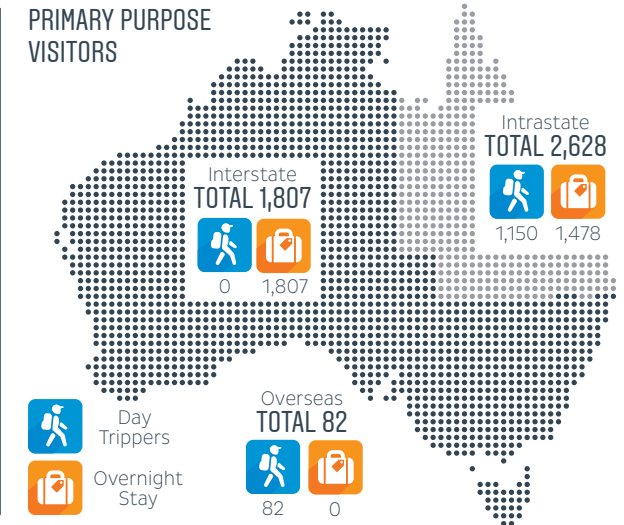 PRIMARY PURPOSE
VISITORS
Intrastate
TOTAL 2,628
1,150 1,478
Interstate
TOTAL 1,807
0 1,807
Overseas
TOTAL 82
82 0
Day
Trippers
Overnight
Stay